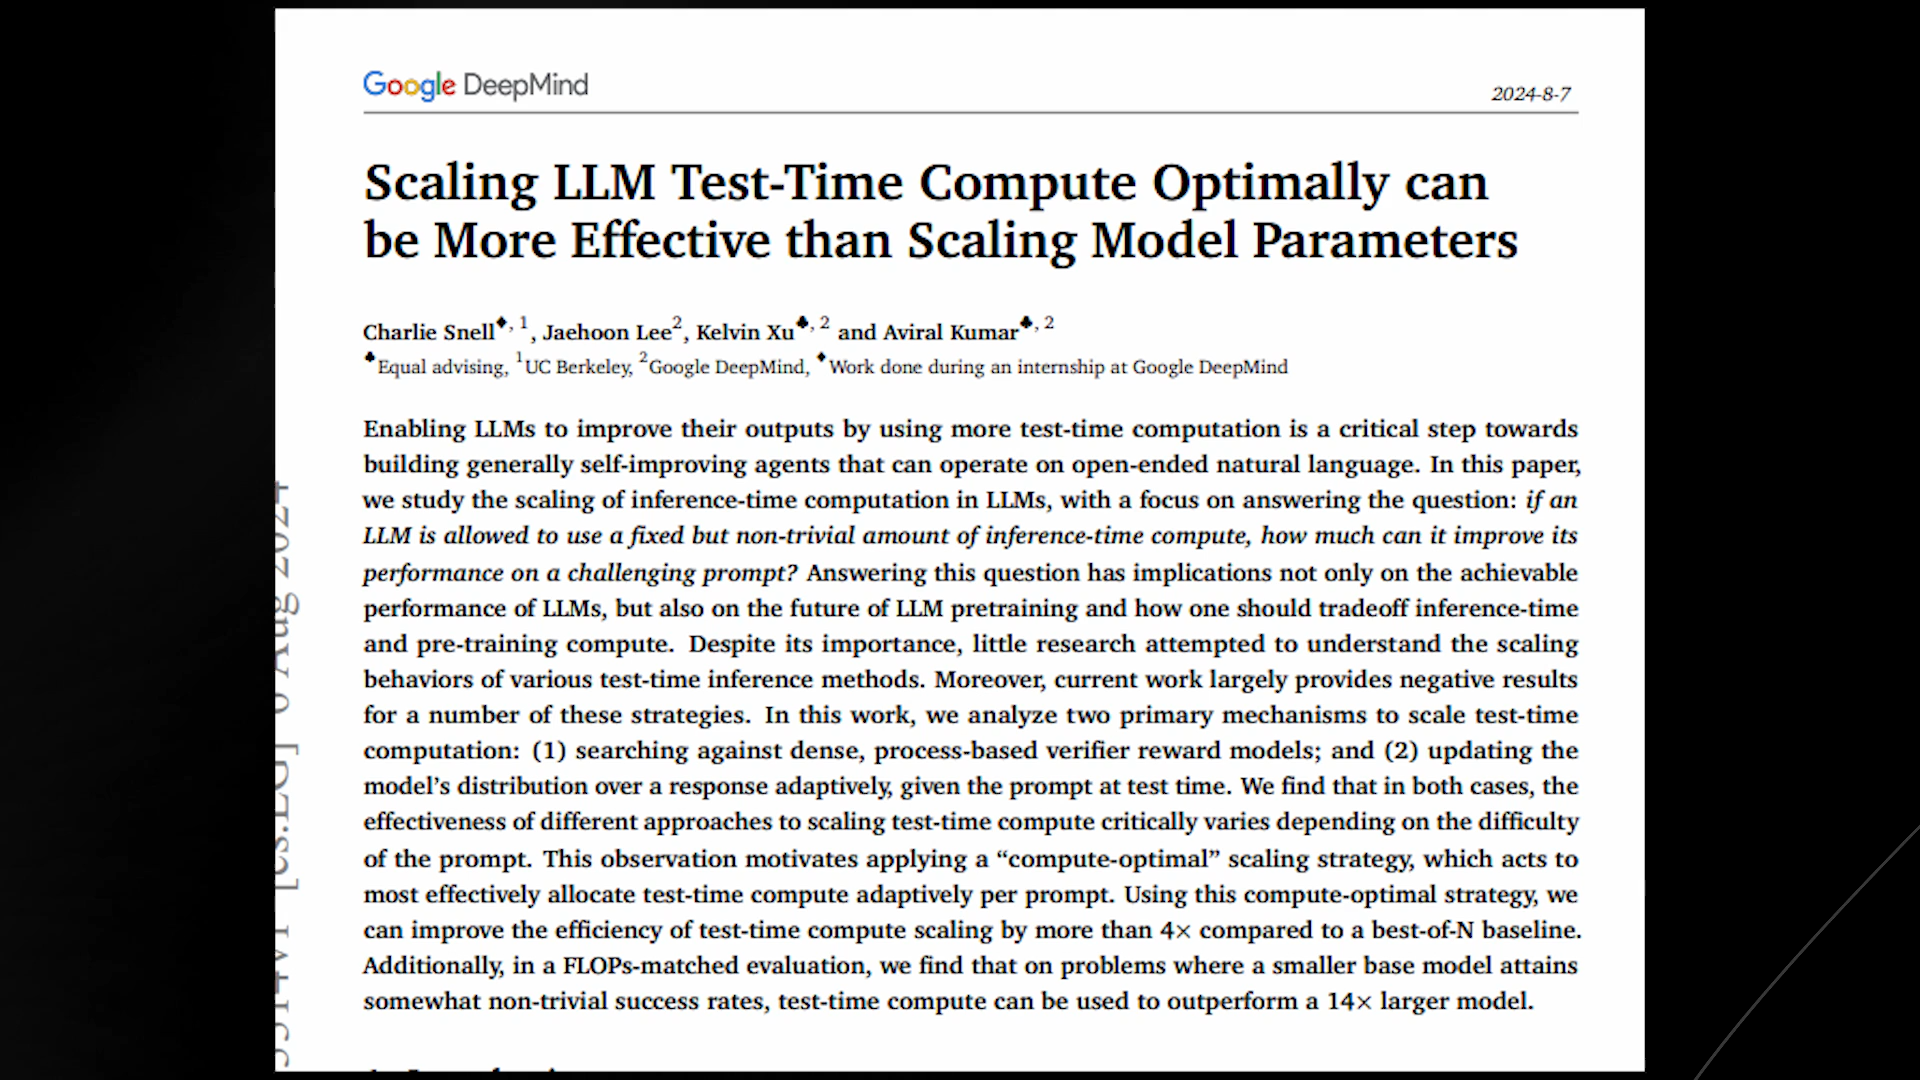 Google DeepMind
2024-8-7
Scaling LLM Test-Time Compute Optimally can
be More Effective than Scaling Model Parameters
Charlie Snell♦, 1, Jaehoon Lee2, Kelvin Xu♣, 2 and Aviral Kumar♣, 2
♣Equal advising, 1UC Berkeley, 2Google DeepMind, ♦Work done during an internship at Google DeepMind
Enabling LLMs to improve their outputs by using more test-time computation is a critical step towards
building generally self-improving agents that can operate on open-ended natural language. In this paper,
we study the scaling of inference-time computation in LLMs, with a focus on answering the question: if an
LLM is allowed to use a fixed but non-trivial amount of inference-time compute, how much can it improve its
performance on a challenging prompt? Answering this question has implications not only on the achievable
performance of LLMs, but also on the future of LLM pretraining and how one should tradeoff inference-time
and pre-training compute. Despite its importance, little research attempted to understand the scaling
behaviors of various test-time inference methods. Moreover, current work largely provides negative results
for a number of these strategies. In this work, we analyze two primary mechanisms to scale test-time
computation: (1) searching against dense, process-based verifier reward models; and (2) updating the
model's distribution over a response adaptively, given the prompt at test time. We find that in both cases, the
effectiveness of different approaches to scaling test-time compute critically varies depending on the difficulty
of the prompt. This observation motivates applying a “compute-optimal” scaling strategy, which acts to
most effectively allocate test-time compute adaptively per prompt. Using this compute-optimal strategy, we
can improve the efficiency of test-time compute scaling by more than 4× compared to a best-of-N baseline.
Additionally, in a FLOPs-matched evaluation, we find that on problems where a smaller base model attains
somewhat non-trivial success rates, test-time compute can be used to outperform a 14× larger model.
[cs.LG] 6 Aug 2024